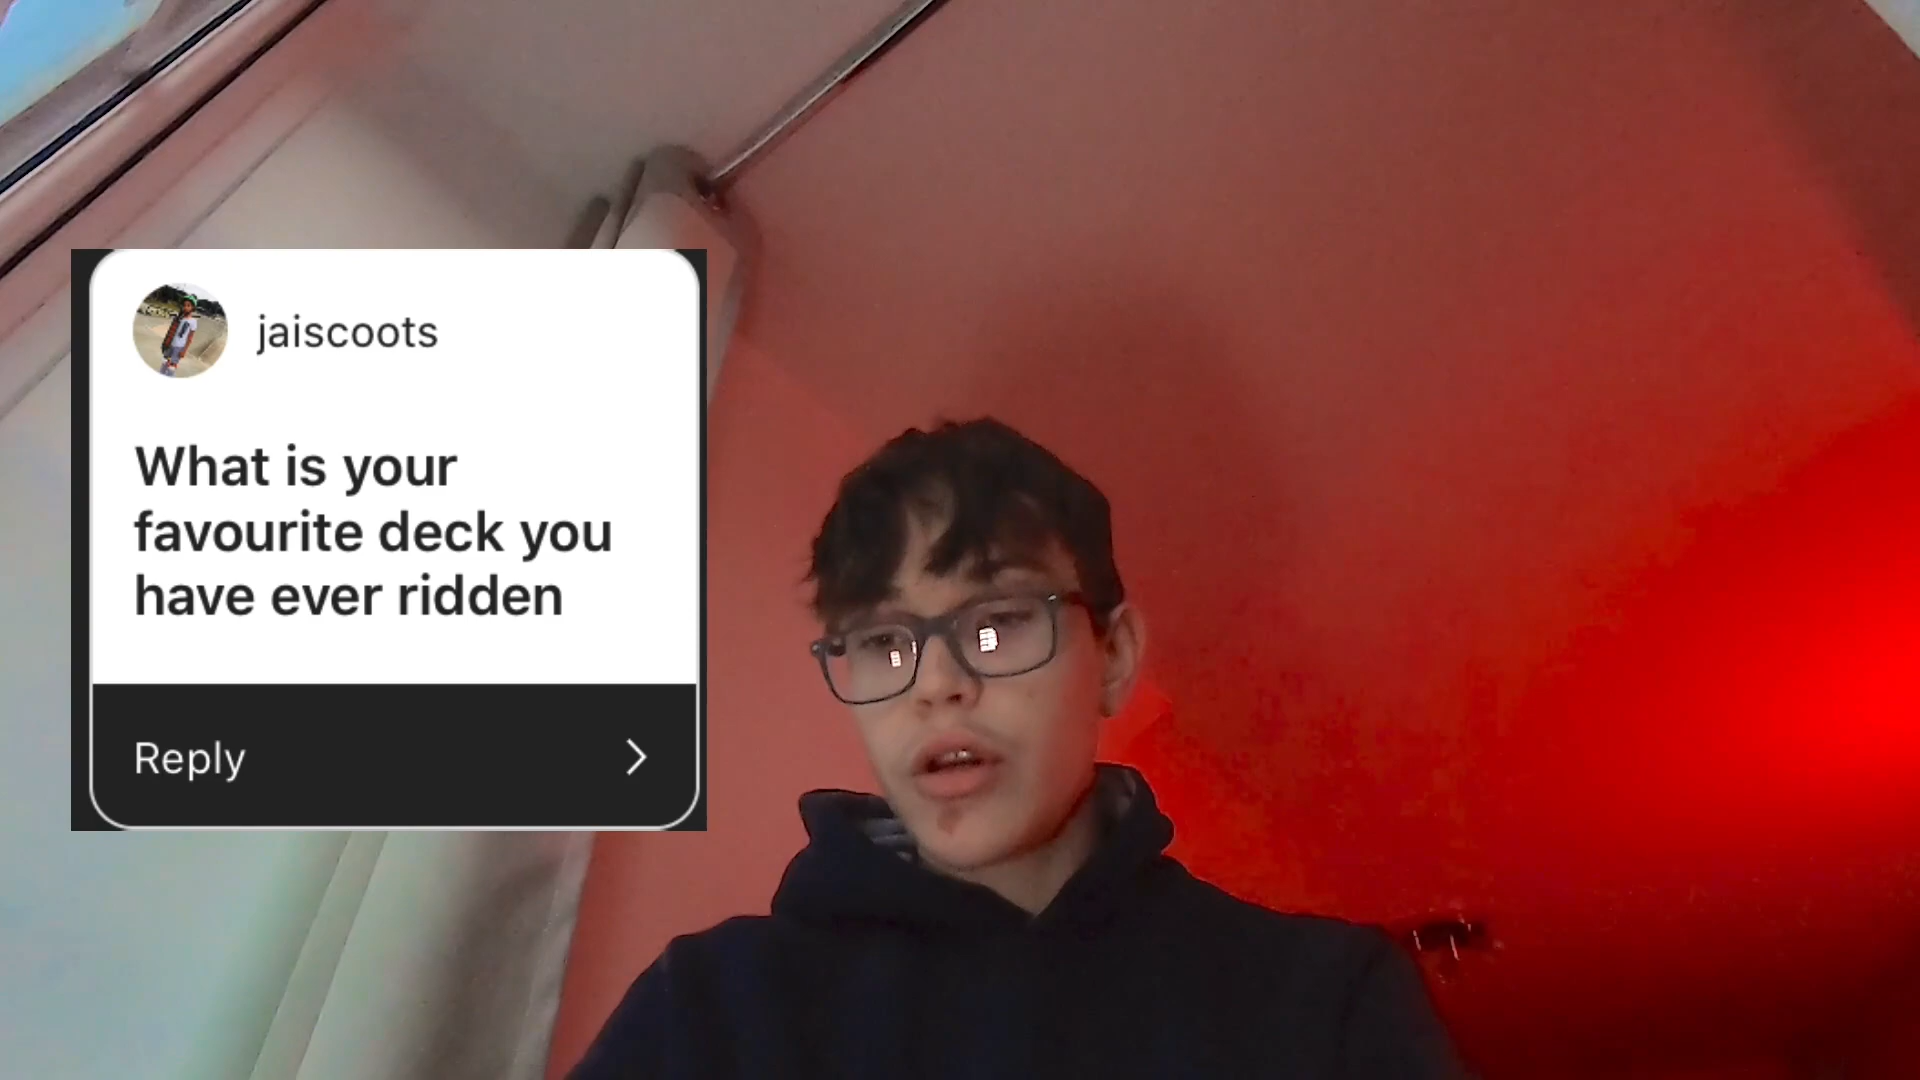 jaiscoots
What is your
favourite deck you
have ever ridden
Reply